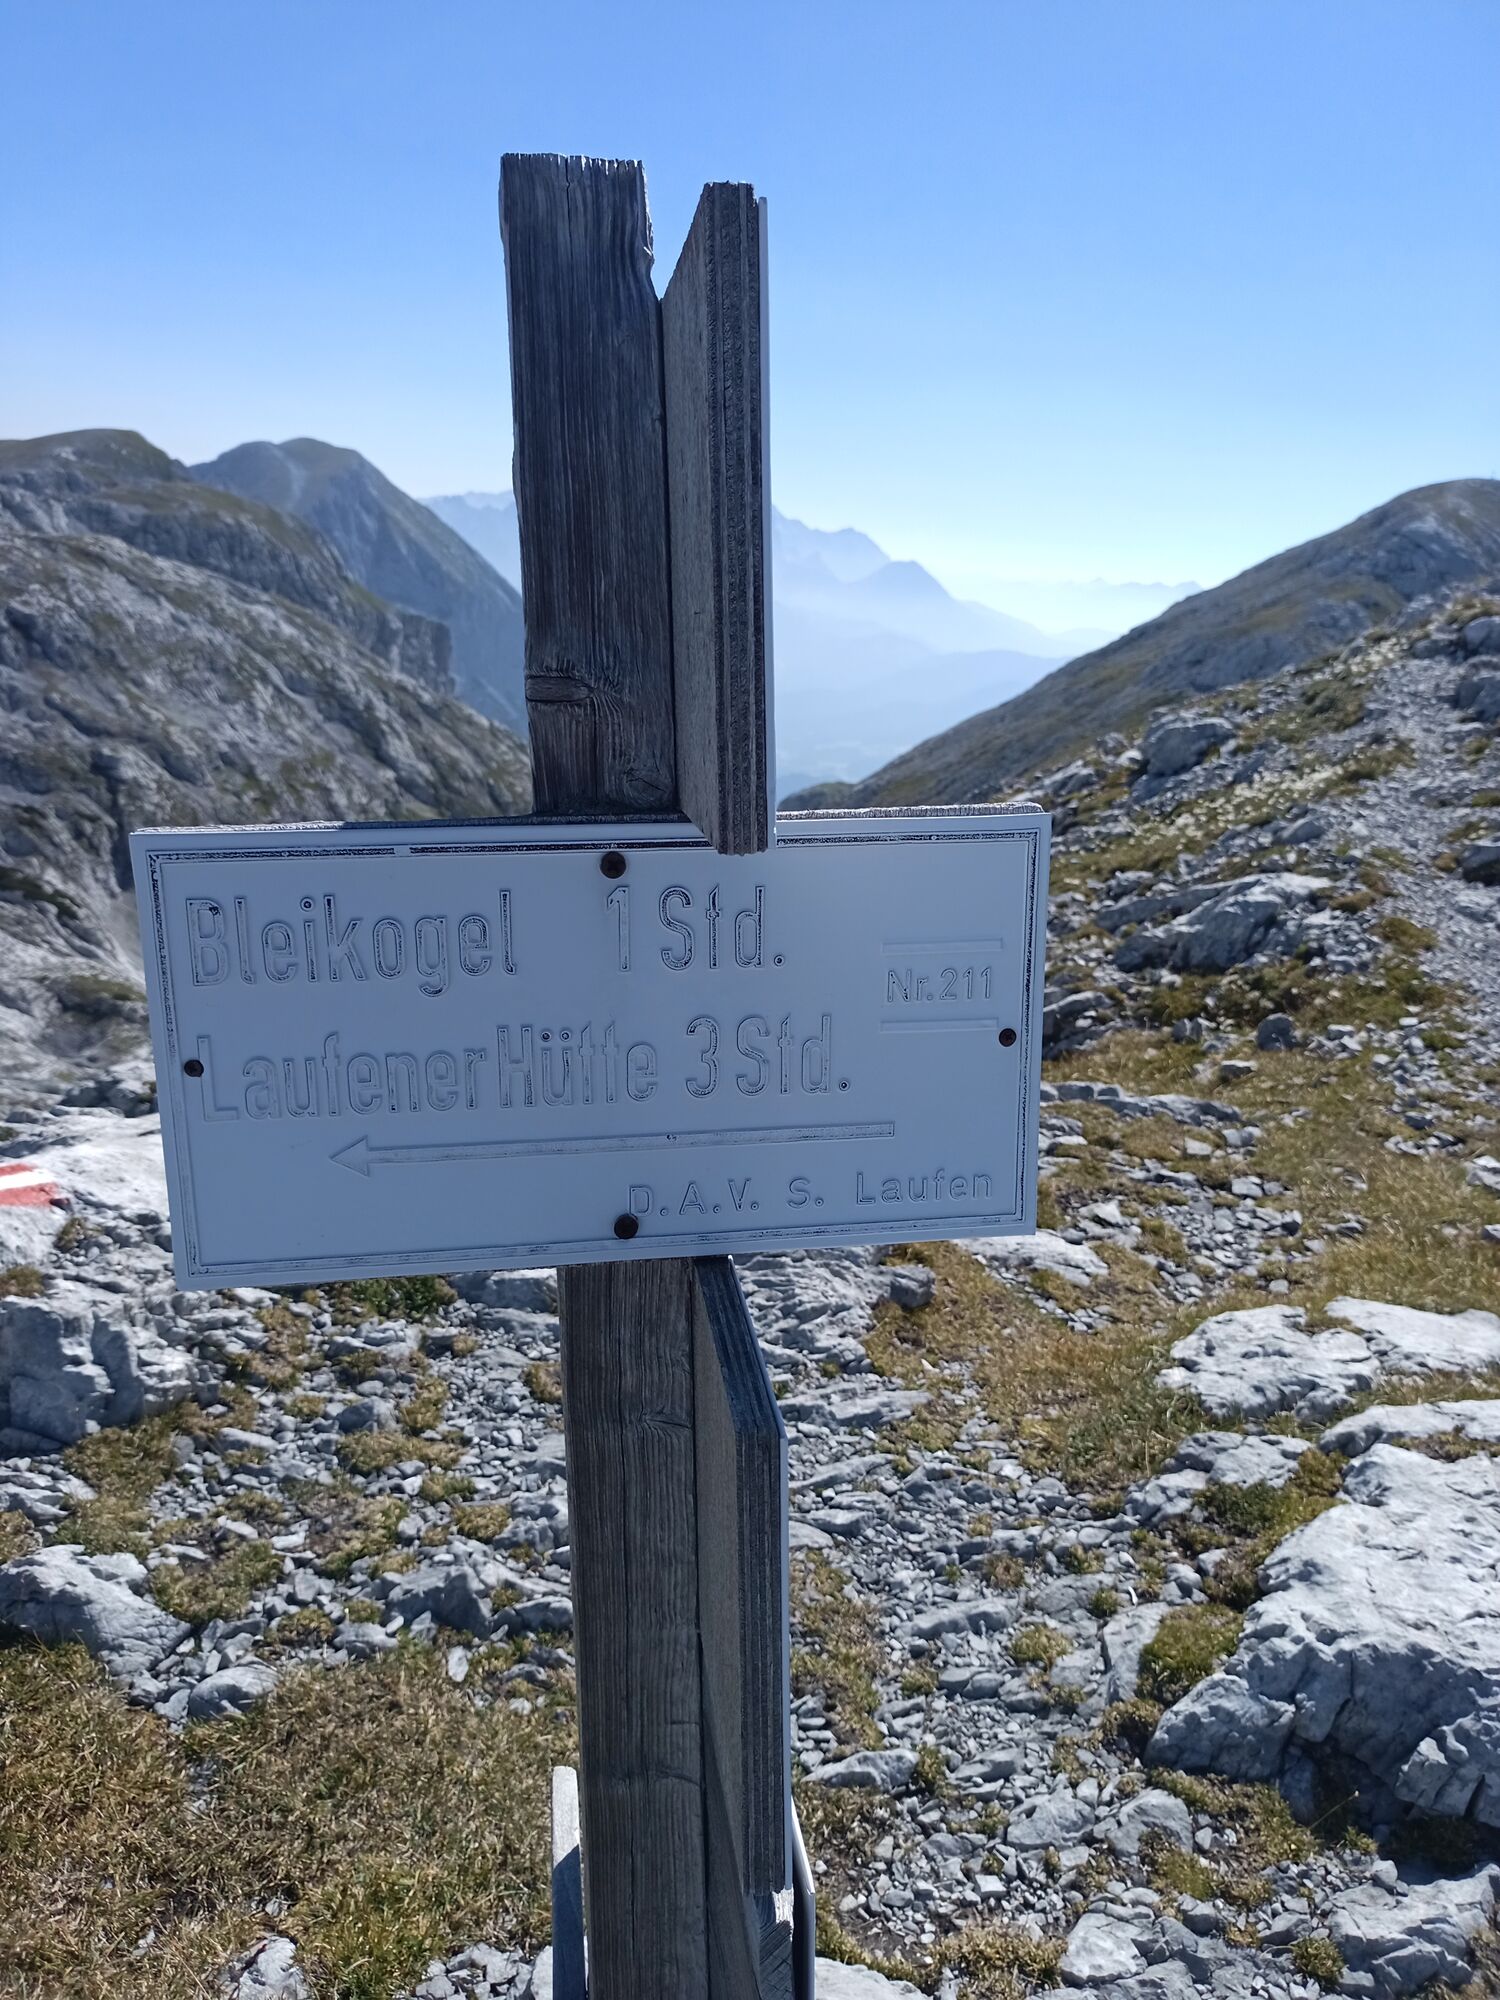 Bleikogel 1 Std.
Nr. 211
Laufener Hütte 3 Std.
D.A.V. s. Laufen